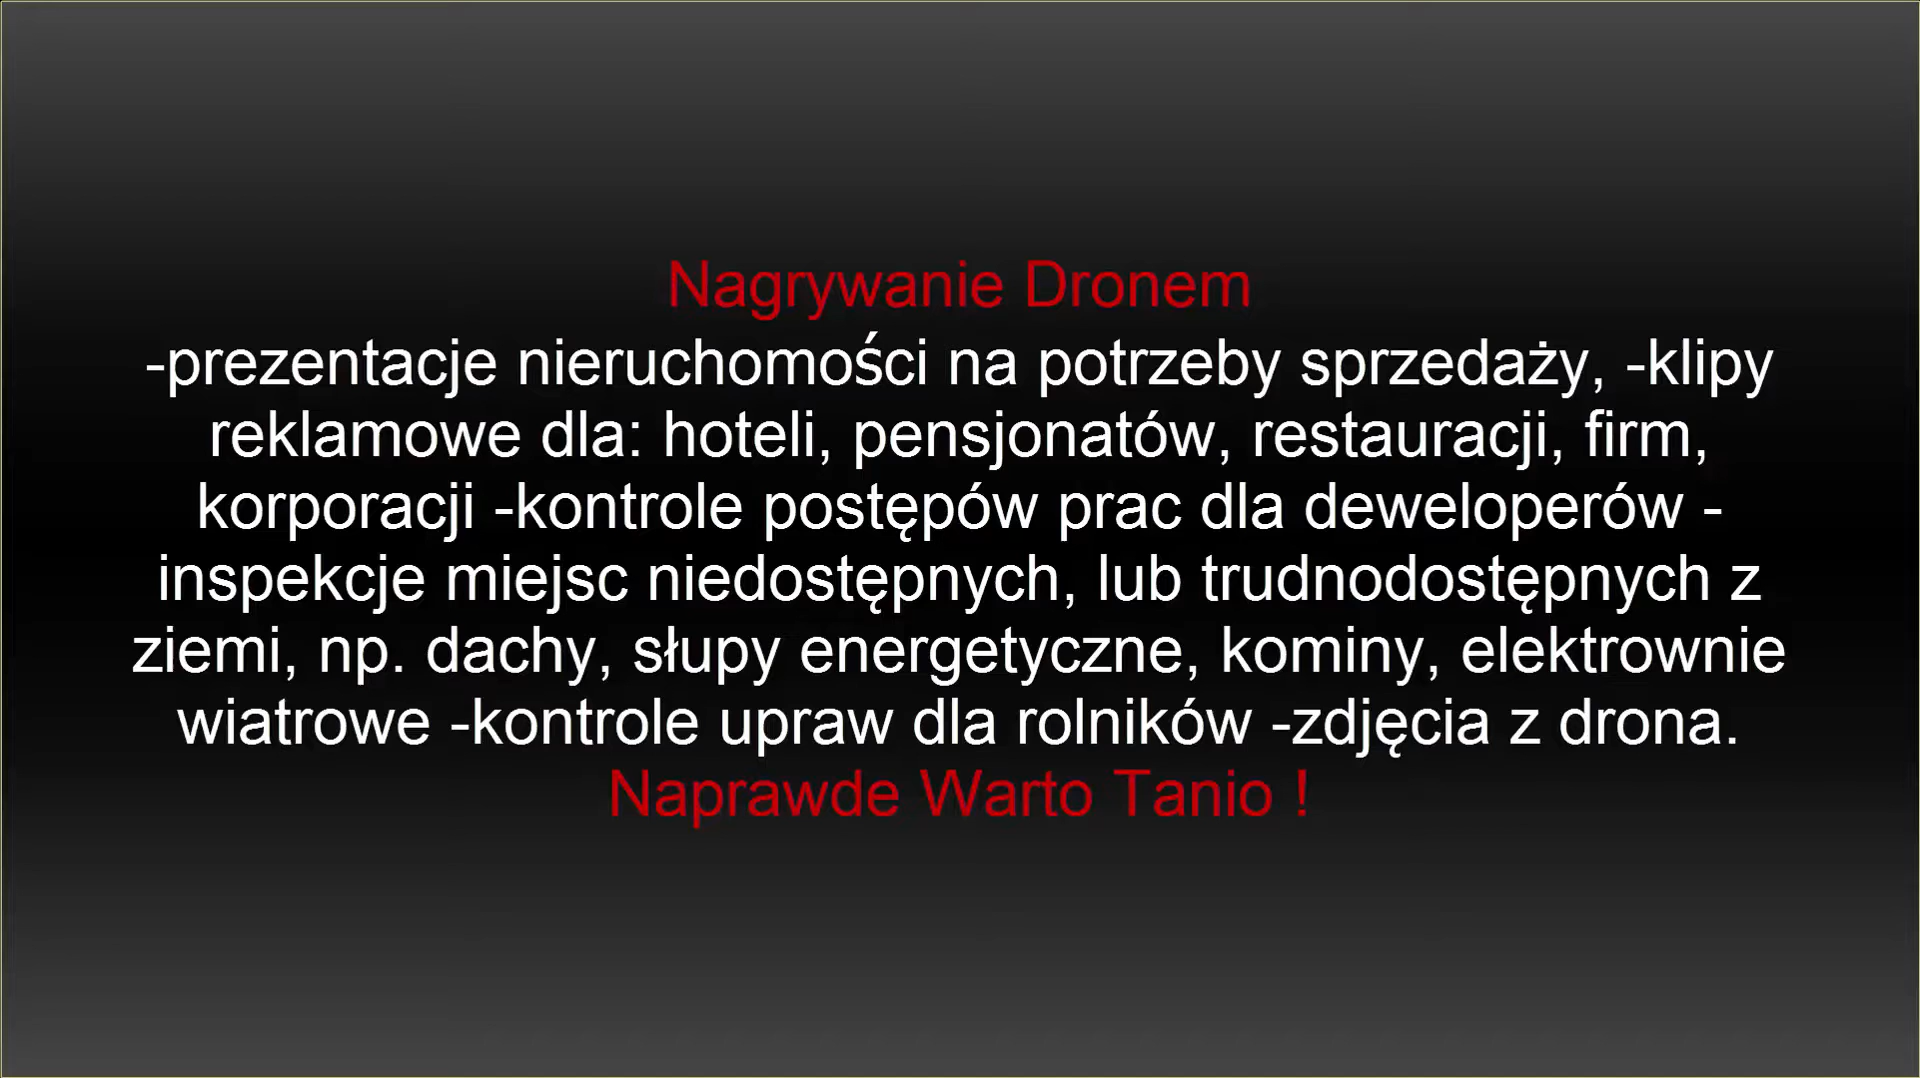 Nagrywanie Dronem
-prezentacje nieruchomości na potrzeby sprzedaży, -klipy
reklamowe dla: hoteli, pensjonatów, restauracji, firm,
korporacji -kontrole postępów prac dla deweloperów -
inspekcje miejsc niedostępnych, lub trudnodostępnych z
ziemi, np. dachy, słupy energetyczne, kominy, elektrownie
wiatrowe -kontrole upraw dla rolników -zdjęcia z drona.
Naprawde Warto Tanio !